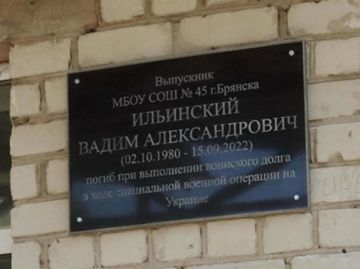 Выпускник
МБОУ СОШ № 45 г.Брянска
ИЛЬИНСКИЙ
ВАДИМ АЛЕКСАНДРОВИЧ
(02.10.1980 - 15.09.2022)
погиб при выполнении воинского долга
в ходе специальной военной операции на
Украине